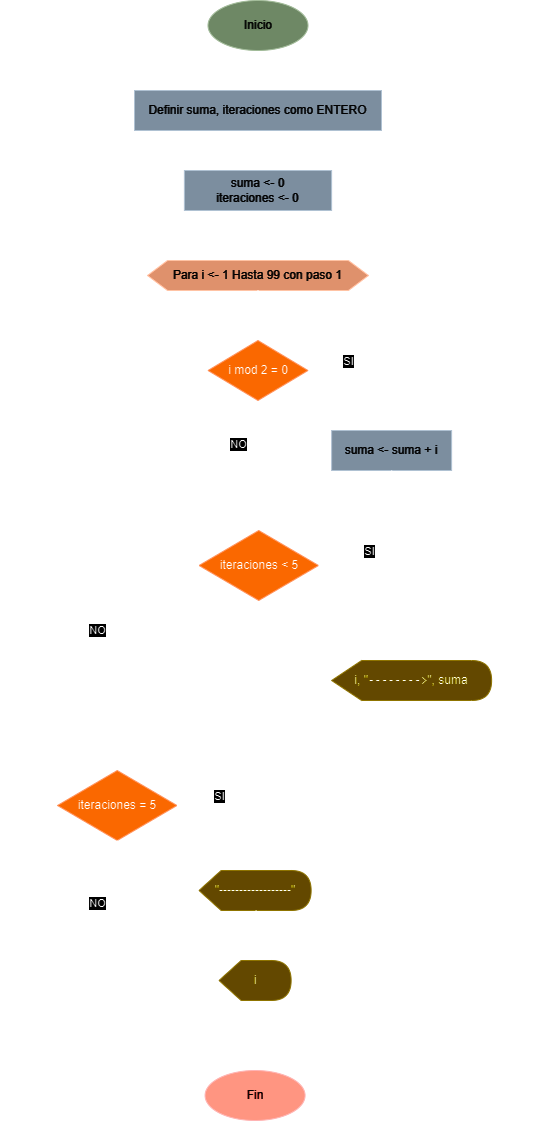 Inicio
Definir suma, iteraciones como ENTERO
suma <- 0
iteraciones <- 0
Para i <- 1 Hasta 99 con paso 1
i mod 2 = 0
SI
NO
suma <- suma + i
iteraciones < 5
SI
NO
i, "-------->", suma
iteraciones = 5
SI
"------------------"
NO
i
Fin